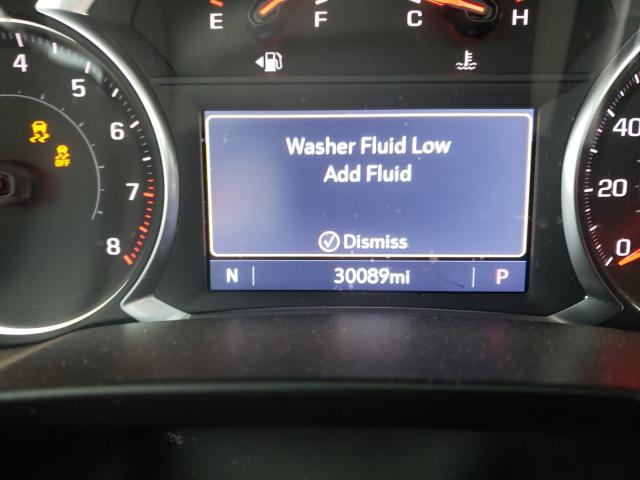 E F C H
4
5
6
7
8
OFF
Washer Fluid Low
Add Fluid
Dismiss
N 30089mi P
40
20
0